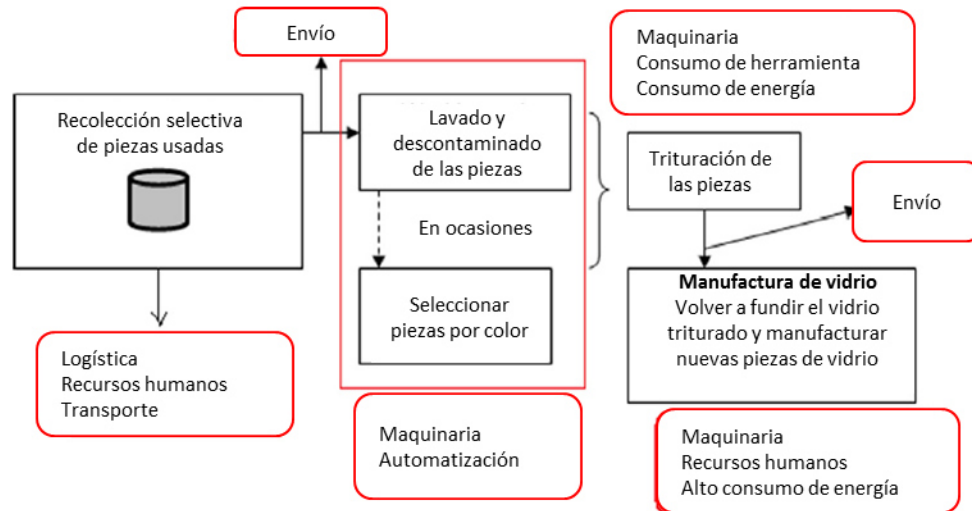 Envío
Recolección selectiva
de piezas usadas
Logística
Recursos humanos
Transporte
Lavado y
descontaminado
de las piezas
En ocasiones
Seleccionar
piezas por color
Maquinaria
Automatización
Maquinaria
Consumo de herramienta
Consumo de energía
Trituración de
las piezas
Envío
Manufactura de vidrio
Volver a fundir el vidrio
triturado y manufacturar
nuevas piezas de vidrio
Maquinaria
Recursos humanos
Alto consumo de energía